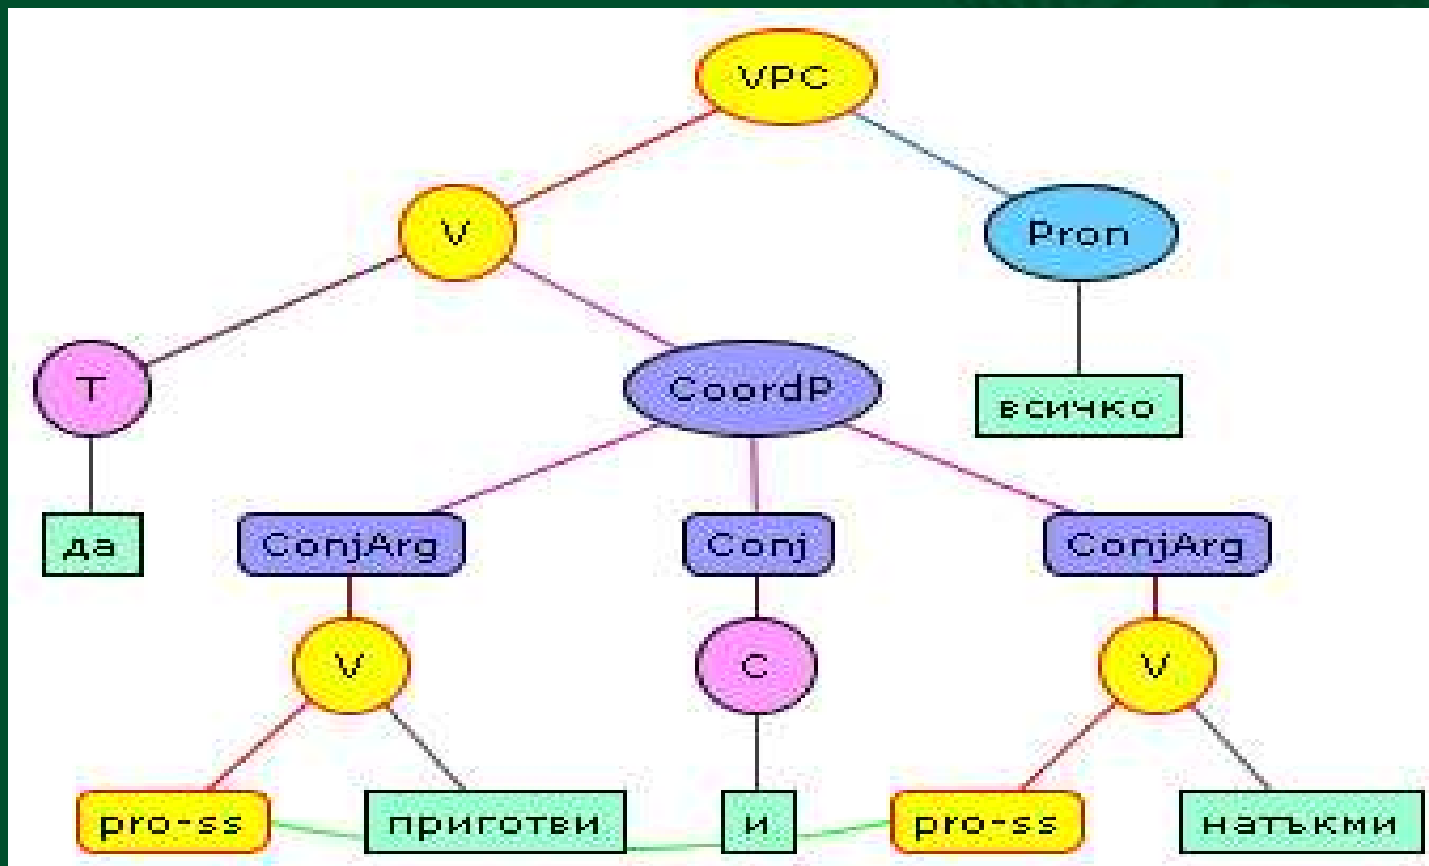 VPC
V
Pron
T
CoordP
всичко
да
ConjArg
Conj
ConjArg
V
C
V
pro-ss
приготви
и
pro-ss
натъкми